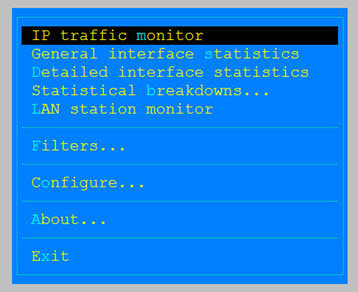 IP traffic monitor
General interface statistics
Detailed interface statistics
Statistical breakdowns...
LAN station monitor
Filters...
Configure...
About...
Exit